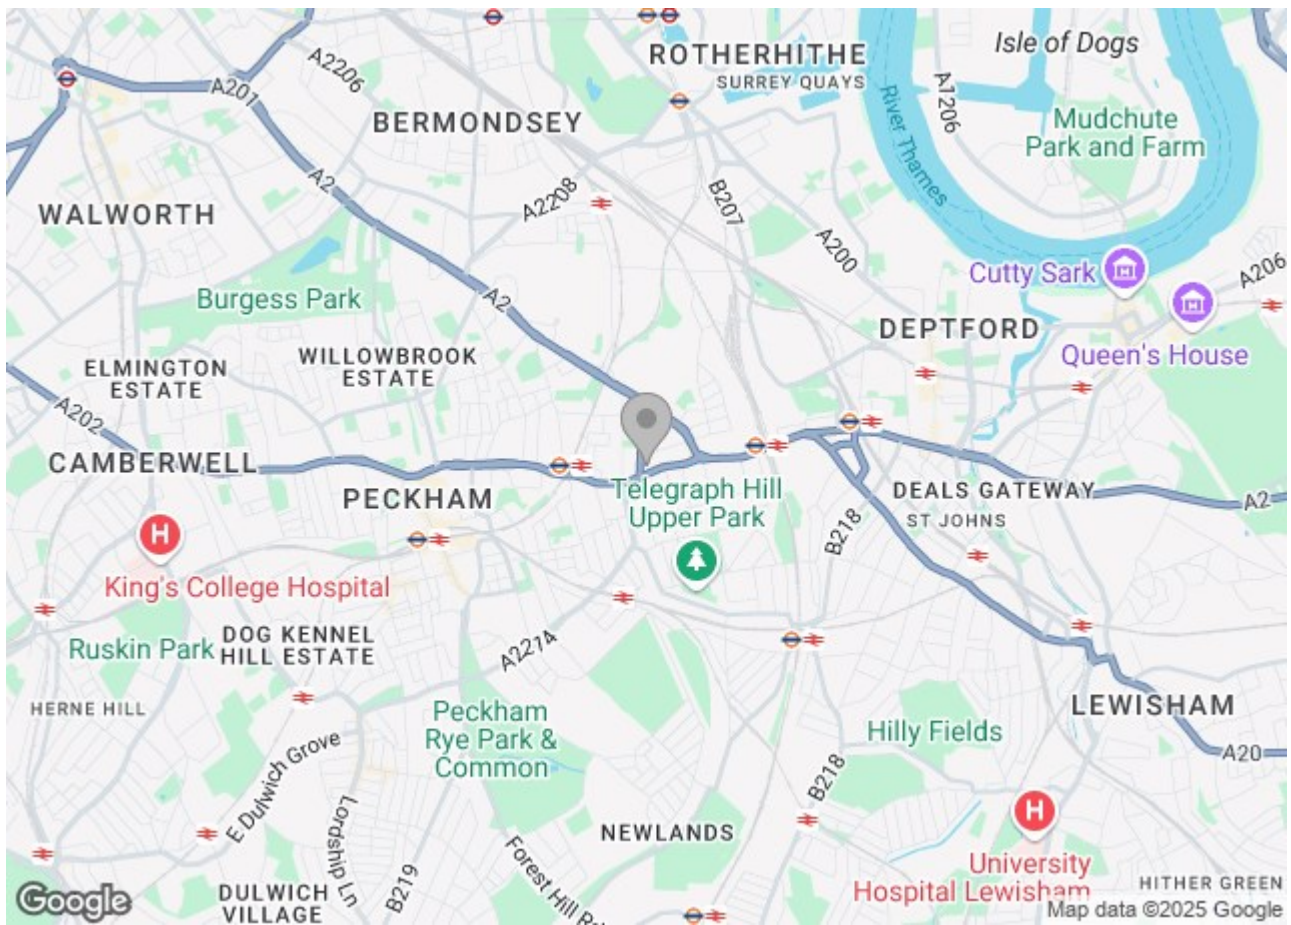 A2206
ROTHERHITHE
SURREY QUAYS
Isle of Dogs
A201
BERMONDSEY
River Thames
A1206
Mudchute
Park and Farm
A2
A2208
B207
WALWORTH
A200
Cutty Sark
A206
Burgess Park
A2
DEPTFORD
Queen's House
ELMINGTON
ESTATE
WILLOWBROOK
ESTATE
A202
CAMBERWELL
PECKHAM
Telegraph Hill
Upper Park
DEALS GATEWAY
ST JOHNS
A2
B218
H
King's College Hospital
Ruskin Park
DOG KENNEL
HILL ESTATE
A2214
HERNE HILL
Peckham
Rye Park &
Common
LEWISHAM
Hilly Fields
A20
E Dulwich Grove
Lordship Ln
B218
NEWLANDS
H
University
Hospital Lewisham
B219
Forest Hill Rd
DULWICH
VILLAGE
HITHER GREEN
Google
Map data ©2025 Google